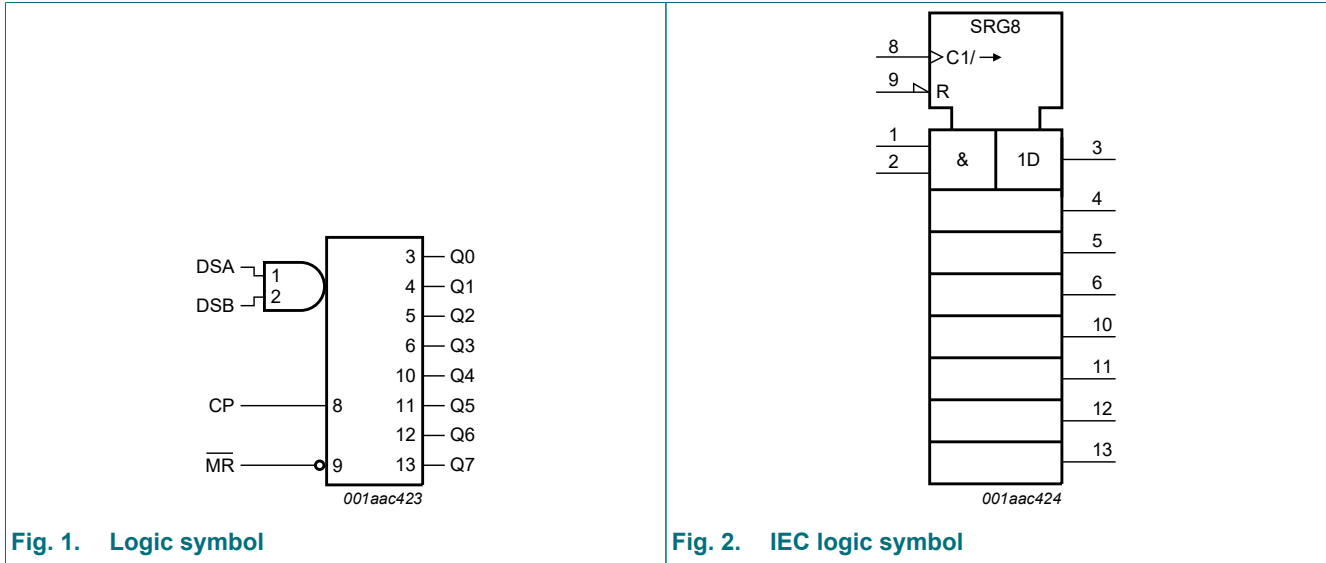 DSA
1
DSB
2
CP
8
MR
9
3
Q0
4
Q1
5
Q2
6
Q3
10
Q4
11
Q5
12
Q6
13
Q7
001aac423
Fig. 1. Logic symbol
SRG8
8
C1/→
9
R
1
2
&
1D
3
4
5
6
10
11
12
13
001aac424
Fig. 2. IEC logic symbol